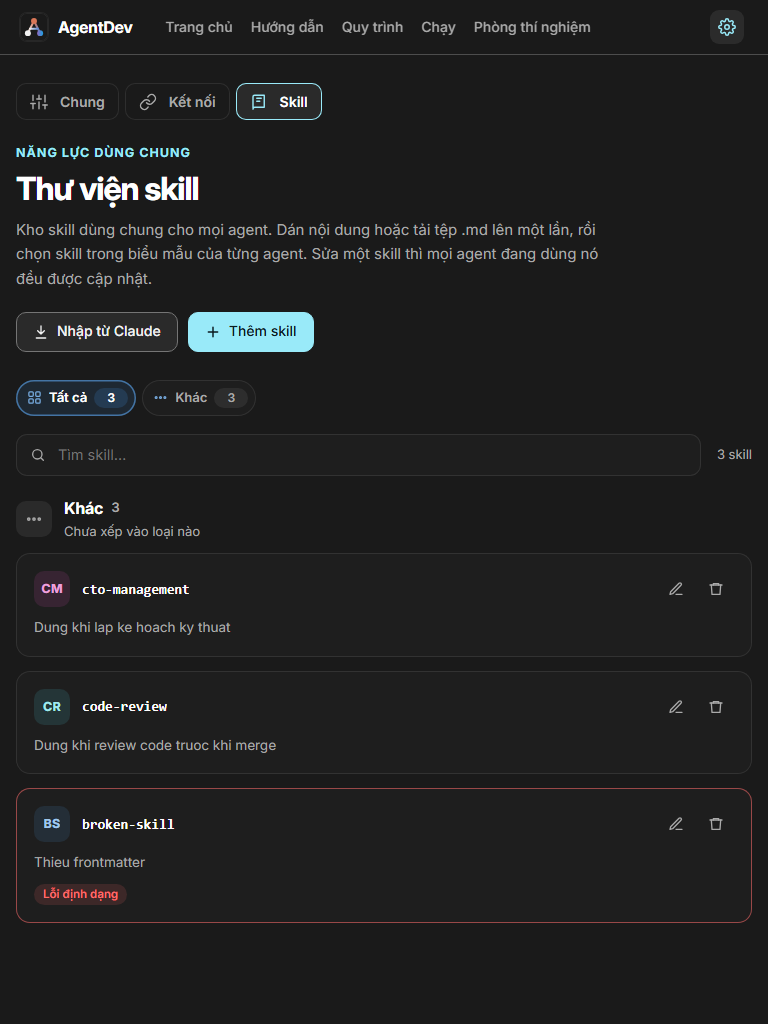 AgentDev Trang chủ Hướng dẫn Quy trình Chạy Phòng thí nghiệm
Chung Kết nối Skill
NĂNG LỰC DÙNG CHUNG
Thư viện skill
Kho skill dùng chung cho mọi agent. Dán nội dung hoặc tải tệp .md lên một lần, rồi
chọn skill trong biểu mẫu của từng agent. Sửa một skill thì mọi agent đang dùng nó
đều được cập nhật.
Nhập từ Claude Thêm skill
Tất cả 3 Khác 3
Tìm skill... 3 skill
Khác 3
Chưa xếp vào loại nào
CM cto-management
Dung khi lap ke hoach ky thuat
CR code-review
Dung khi review code truoc khi merge
BS broken-skill
Thieu frontmatter
Lỗi định dạng